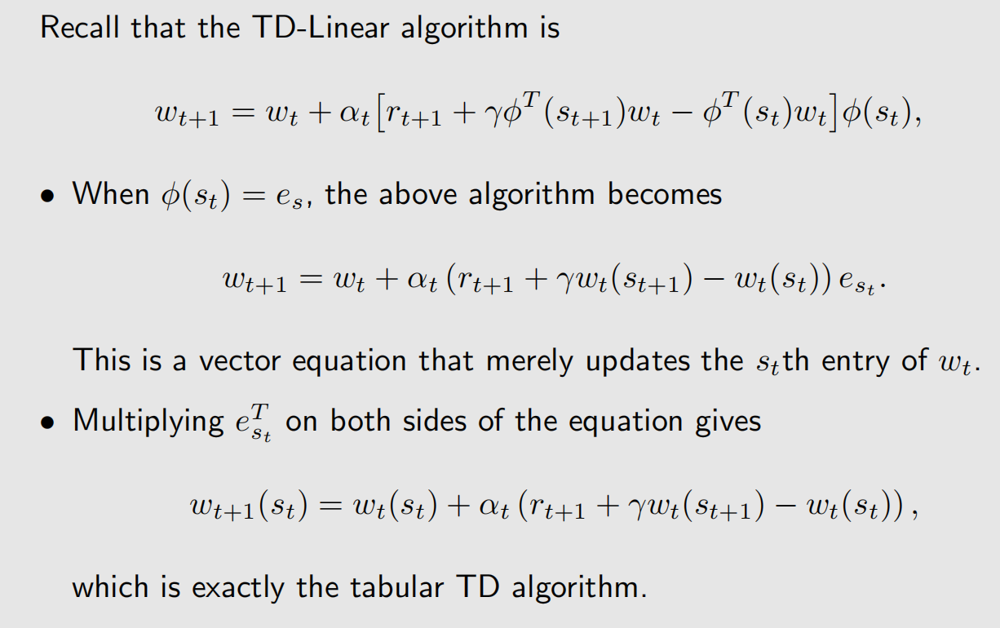 Recall that the TD-Linear algorithm is
$w_{t+1} = w_t + \alpha_t \left[ r_{t+1} + \gamma \phi^T(s_{t+1}) w_t - \phi^T(s_t) w_t \right] \phi(s_t),$
• When $\phi(s_t) = e_s$, the above algorithm becomes
$w_{t+1} = w_t + \alpha_t \left( r_{t+1} + \gamma w_t(s_{t+1}) - w_t(s_t) \right) e_{s_t}.$
This is a vector equation that merely updates the $s_t$th entry of $w_t$.
• Multiplying $e_{s_t}^T$ on both sides of the equation gives
$w_{t+1}(s_t) = w_t(s_t) + \alpha_t \left( r_{t+1} + \gamma w_t(s_{t+1}) - w_t(s_t) \right),$
which is exactly the tabular TD algorithm.